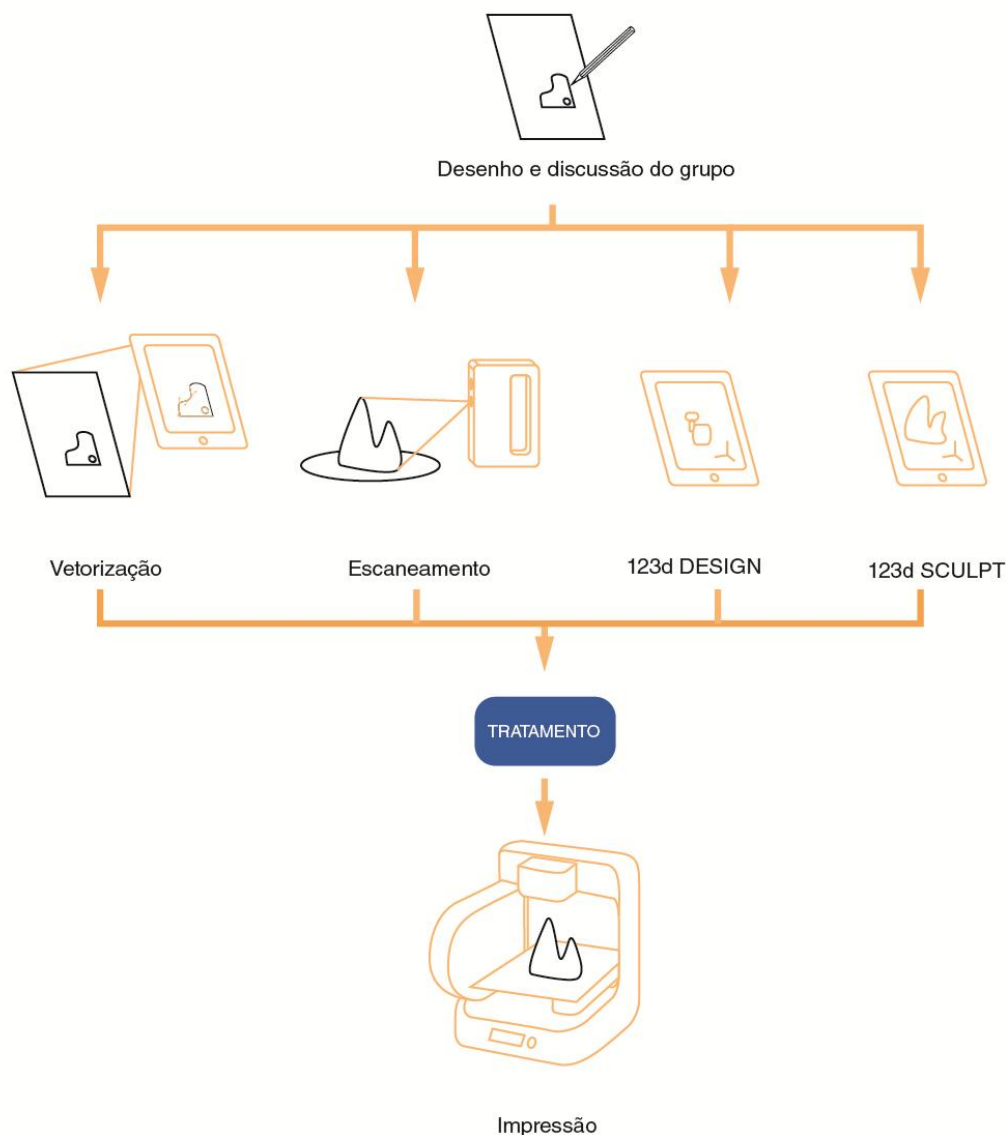 Desenho e discussão do grupo
Vetorização
Escaneamento
123d DESIGN
123d SCULPT
TRATAMENTO
Impressão